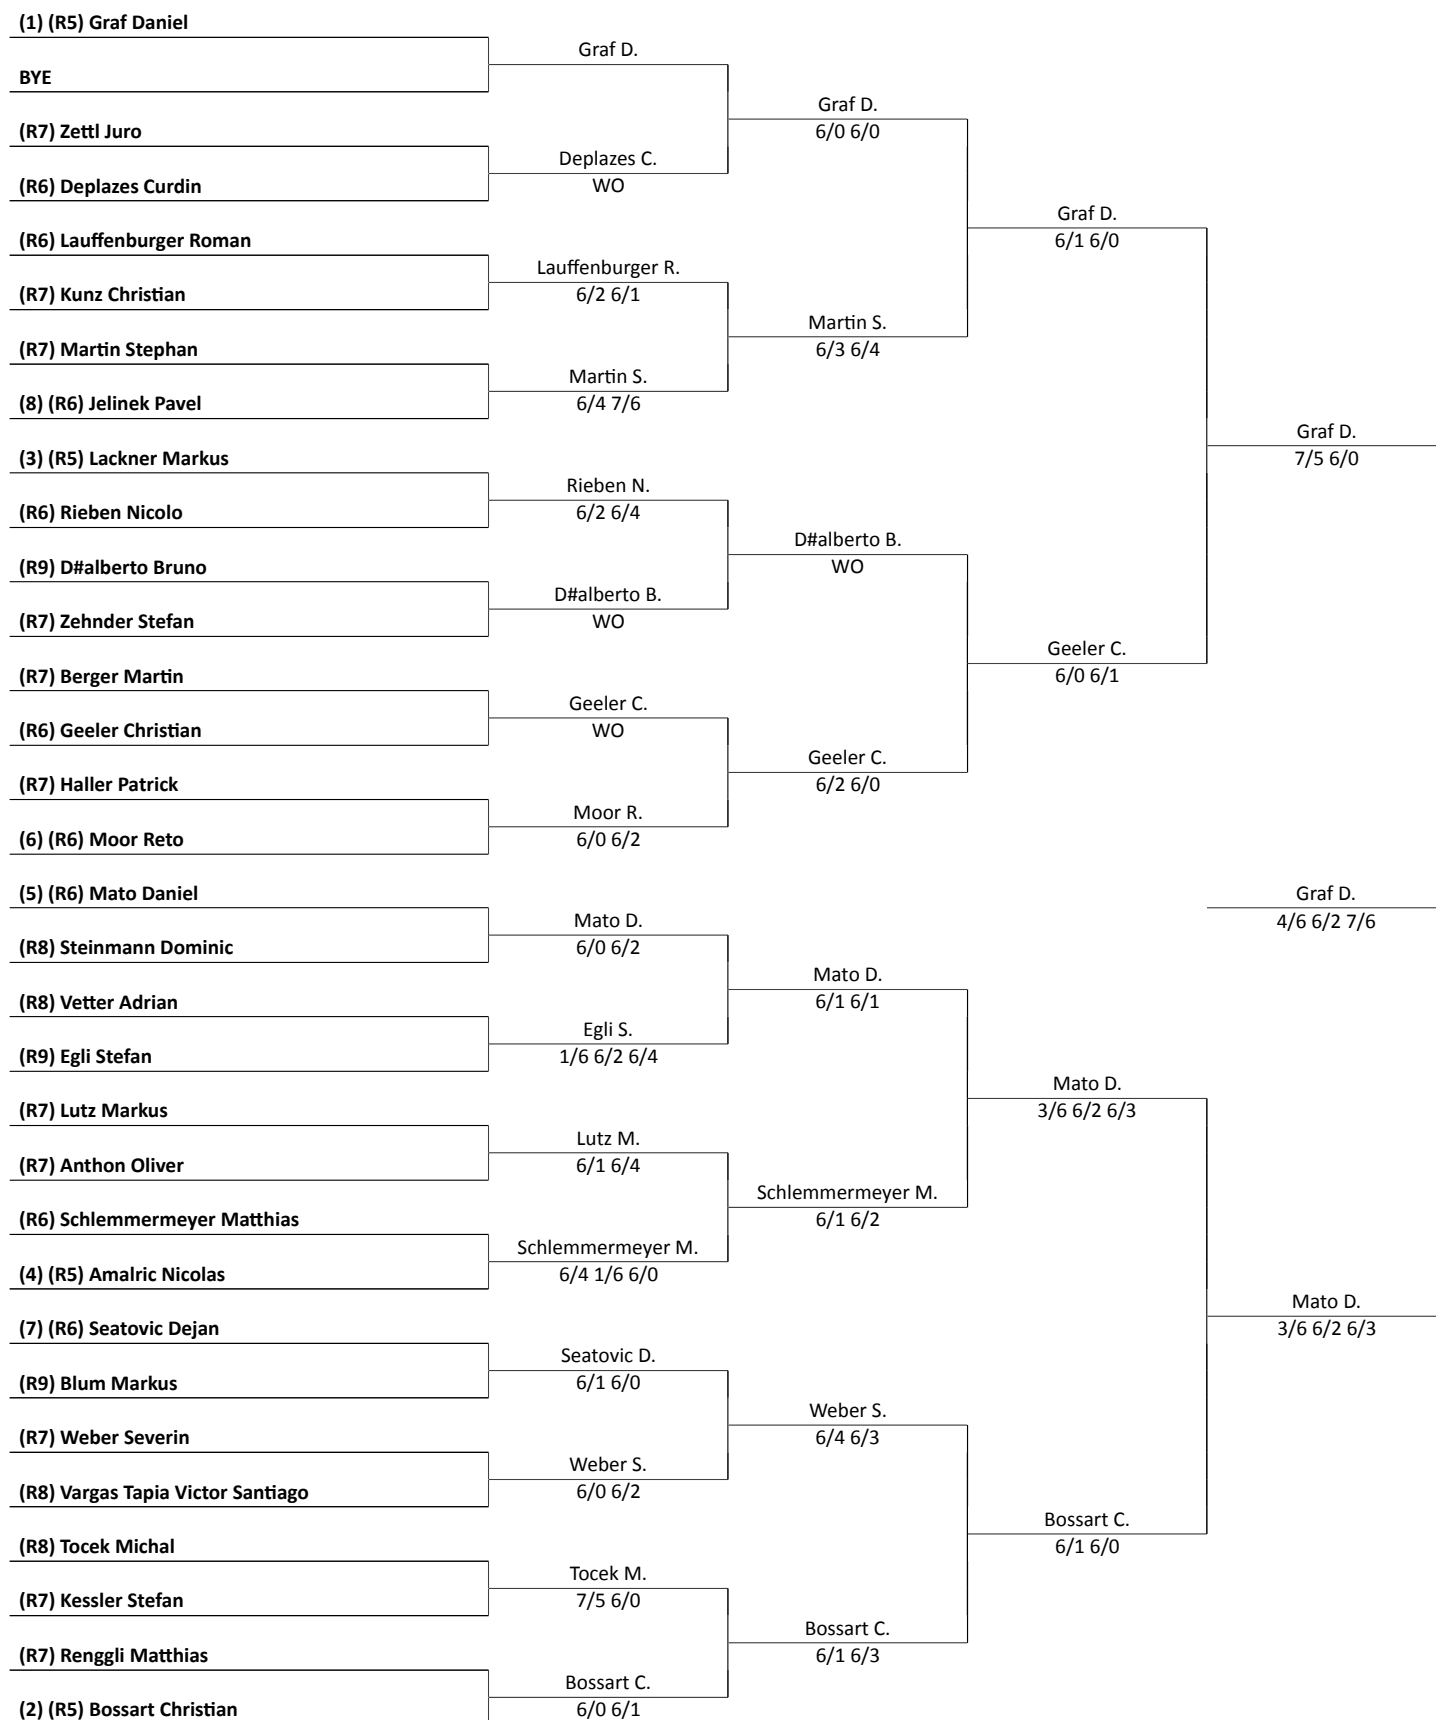 (1) (R5) Graf Daniel
Graf D.
BYE
Graf D.
6/0 6/0
(R7) Zettl Juro
Deplazes C.
WO
(R6) Deplazes Curdin
Graf D.
6/1 6/0
(R6) Lauffenburger Roman
Lauffenburger R.
6/2 6/1
(R7) Kunz Christian
Martin S.
6/3 6/4
(R7) Martin Stephan
Martin S.
6/4 7/6
(8) (R6) Jelinek Pavel
Graf D.
7/5 6/0
(3) (R5) Lackner Markus
Rieben N.
6/2 6/4
(R6) Rieben Nicolo
D#alberto B.
WO
(R9) D#alberto Bruno
D#alberto B.
WO
(R7) Zehnder Stefan
Geeler C.
6/0 6/1
(R7) Berger Martin
Geeler C.
WO
(R6) Geeler Christian
Geeler C.
6/2 6/0
(R7) Haller Patrick
Moor R.
6/0 6/2
(6) (R6) Moor Reto
(5) (R6) Mato Daniel
Graf D.
4/6 6/2 7/6
Mato D.
6/0 6/2
(R8) Steinmann Dominic
Mato D.
6/1 6/1
(R8) Vetter Adrian
Egli S.
1/6 6/2 6/4
(R9) Egli Stefan
Mato D.
3/6 6/2 6/3
(R7) Lutz Markus
Lutz M.
6/1 6/4
(R7) Anthon Oliver
Schlemmermeyer M.
6/1 6/2
(R6) Schlemmermeyer Matthias
Schlemmermeyer M.
6/4 1/6 6/0
(4) (R5) Amalric Nicolas
Mato D.
3/6 6/2 6/3
(7) (R6) Seatovic Dejan
Seatovic D.
6/1 6/0
(R9) Blum Markus
Weber S.
6/4 6/3
(R7) Weber Severin
Weber S.
6/0 6/2
(R8) Vargas Tapia Victor Santiago
Bossart C.
6/1 6/0
(R8) Tocek Michal
Tocek M.
7/5 6/0
(R7) Kessler Stefan
Bossart C.
6/1 6/3
(R7) Renggli Matthias
Bossart C.
6/0 6/1
(2) (R5) Bossart Christian